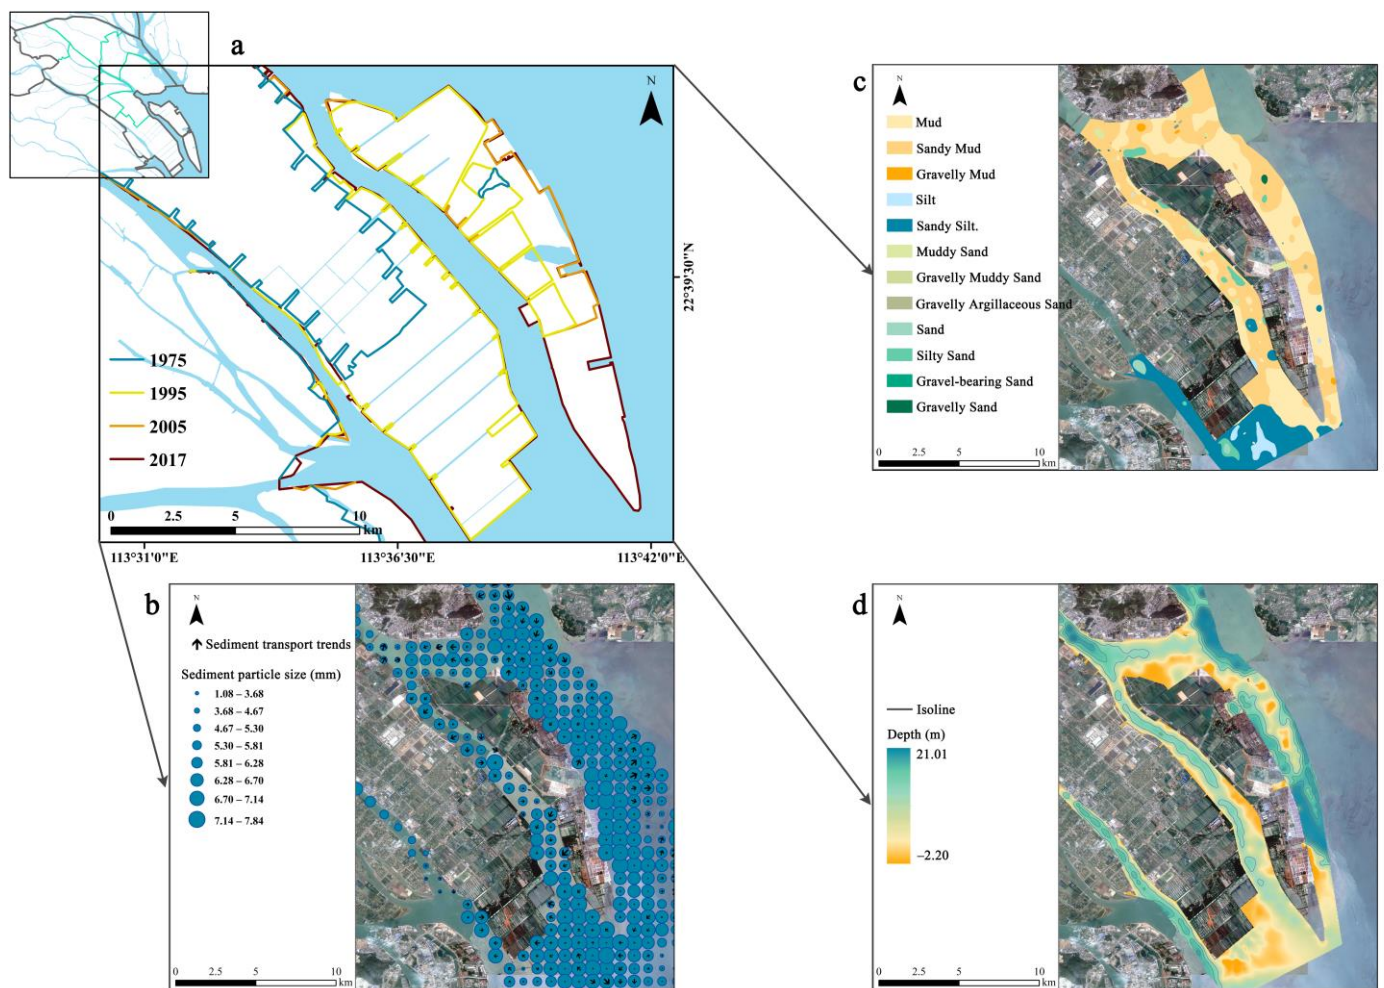 a
N
1975
1995
2005
2017
0 2.5 5 10
km
22°39'30"N
113°31'0"E 113°36'30"E 113°42'0"E
c
N
Mud
Sandy Mud
Gravelly Mud
Silt
Sandy Silt.
Muddy Sand
Gravelly Muddy Sand
Gravelly Argillaceous Sand
Sand
Silty Sand
Gravel-bearing Sand
Gravelly Sand
0 2.5 5 10
km
b
N
Sediment transport trends
Sediment particle size (mm)
1.08 – 3.68
3.68 – 4.67
4.67 – 5.30
5.30 – 5.81
5.81 – 6.28
6.28 – 6.70
6.70 – 7.14
7.14 – 7.84
0 2.5 5 10
km
d
N
Isoline
Depth (m)
21.01
–2.20
0 2.5 5 10
km